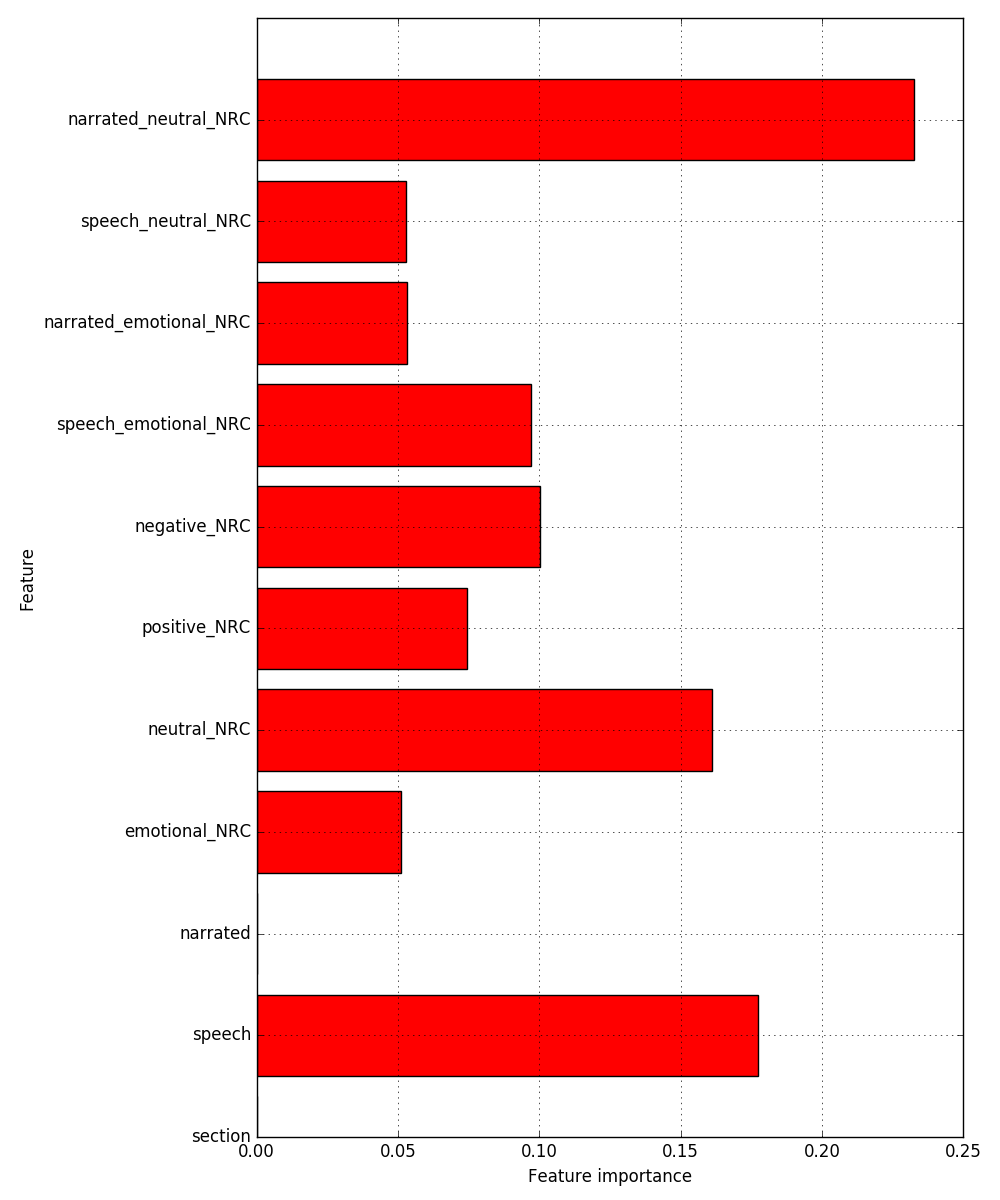 narrated_neutral_NRC
speech_neutral_NRC
narrated_emotional_NRC
speech_emotional_NRC
negative_NRC
positive_NRC
neutral_NRC
emotional_NRC
narrated
speech
section
Feature
0.00 0.05 0.10 0.15 0.20 0.25
Feature importance